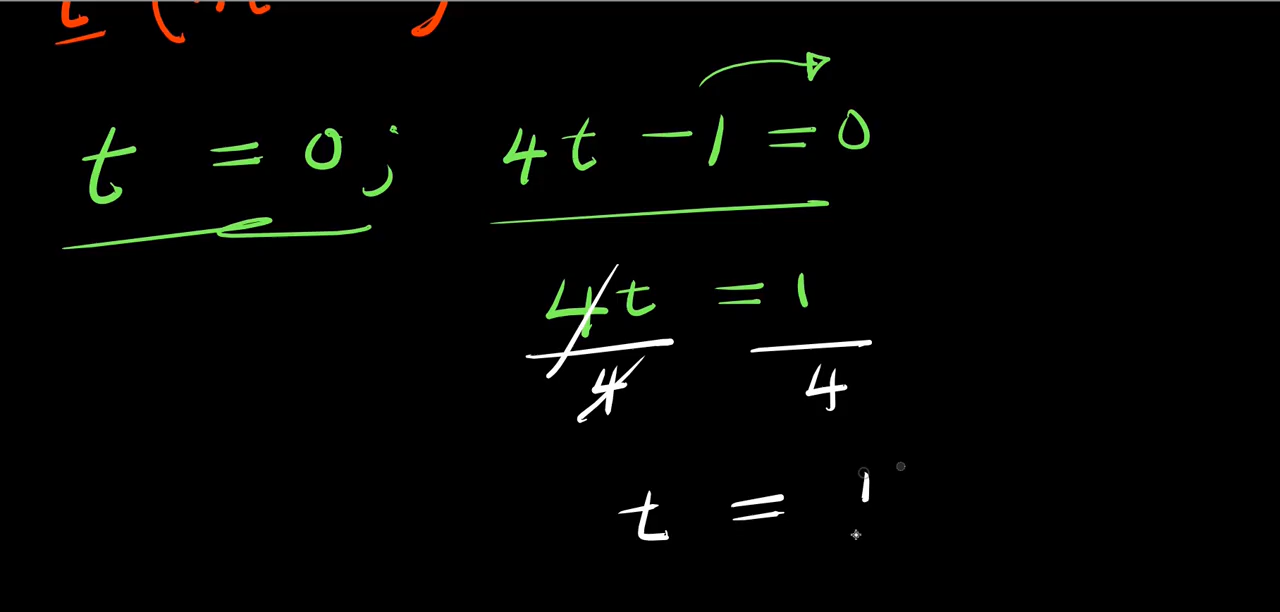 t = 0; 4t - 1 = 0
4t = 1
4 4
t = 1